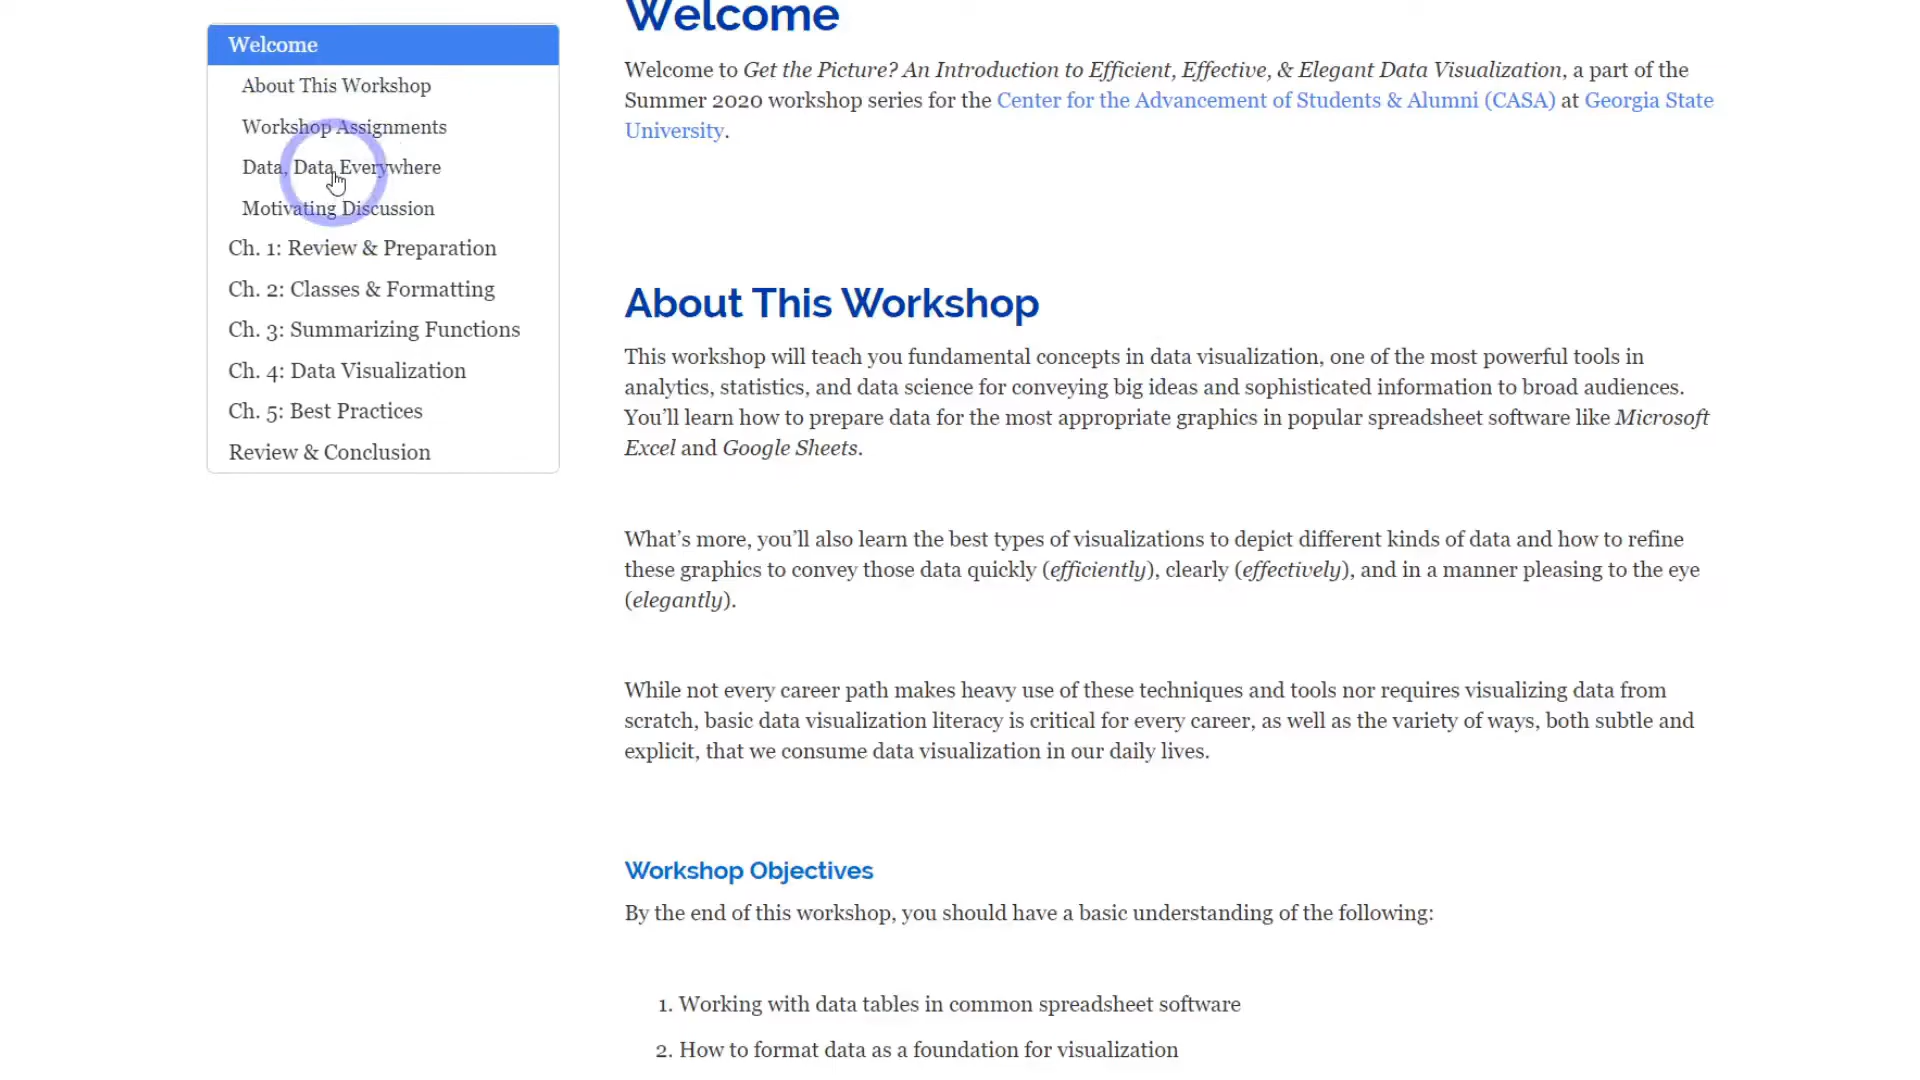 Welcome
About This Workshop
Workshop Assignments
Data, Data Everywhere
Motivating Discussion
Ch. 1: Review & Preparation
Ch. 2: Classes & Formatting
Ch. 3: Summarizing Functions
Ch. 4: Data Visualization
Ch. 5: Best Practices
Review & Conclusion
Welcome
Welcome to Get the Picture? An Introduction to Efficient, Effective, & Elegant Data Visualization, a part of the
Summer 2020 workshop series for the Center for the Advancement of Students & Alumni (CASA) at Georgia State
University.
About This Workshop
This workshop will teach you fundamental concepts in data visualization, one of the most powerful tools in
analytics, statistics, and data science for conveying big ideas and sophisticated information to broad audiences.
You’ll learn how to prepare data for the most appropriate graphics in popular spreadsheet software like Microsoft
Excel and Google Sheets.
What’s more, you’ll also learn the best types of visualizations to depict different kinds of data and how to refine
these graphics to convey those data quickly (efficiently), clearly (effectively), and in a manner pleasing to the eye
(elegantly).
While not every career path makes heavy use of these techniques and tools nor requires visualizing data from
scratch, basic data visualization literacy is critical for every career, as well as the variety of ways, both subtle and
explicit, that we consume data visualization in our daily lives.
Workshop Objectives
By the end of this workshop, you should have a basic understanding of the following:
1. Working with data tables in common spreadsheet software
2. How to format data as a foundation for visualization